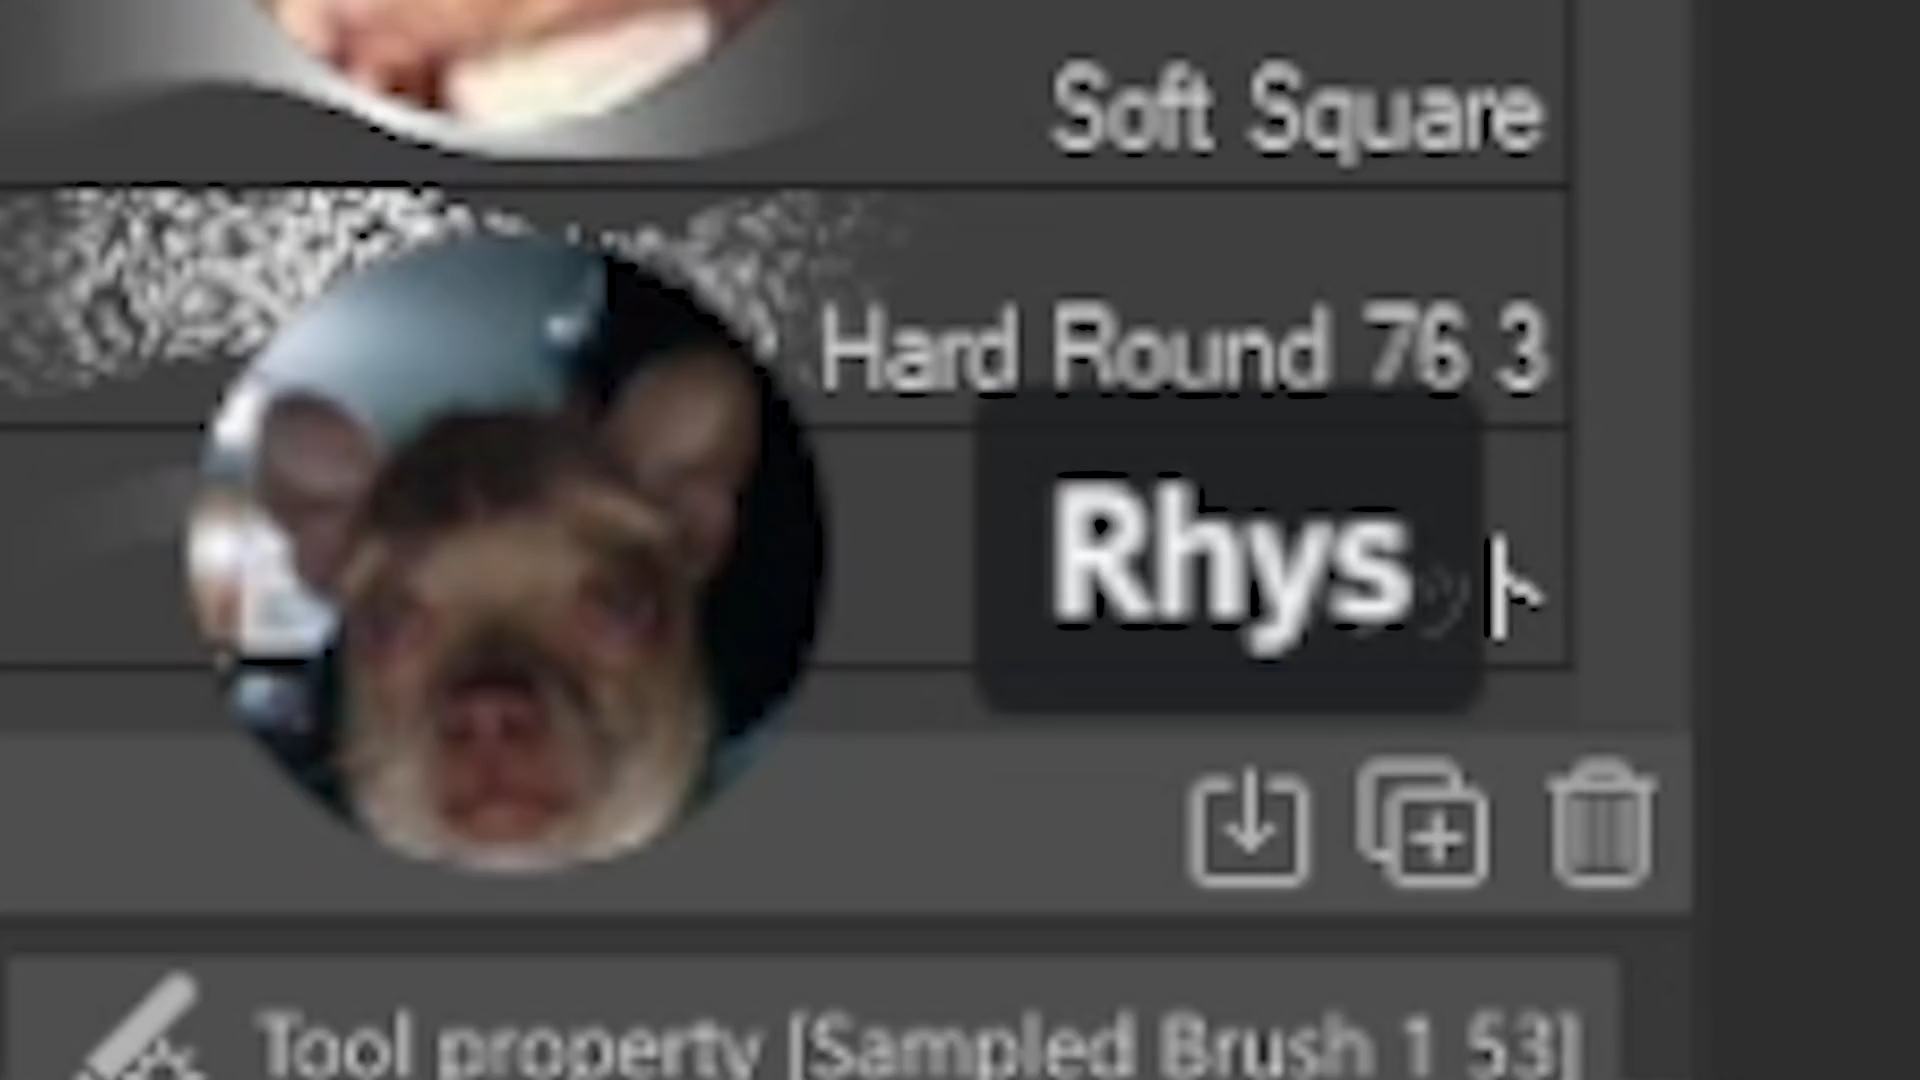 Soft Square
Hard Round 76 3
Rhys
Tool property [Sampled Brush 1 53]